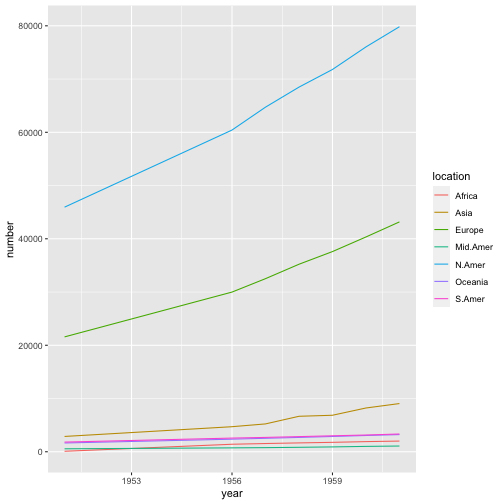 80000
60000
40000
20000
0
number
1953
1956
1959
year
location
Africa
Asia
Europe
Mid.Amer
N.Amer
Oceania
S.Amer